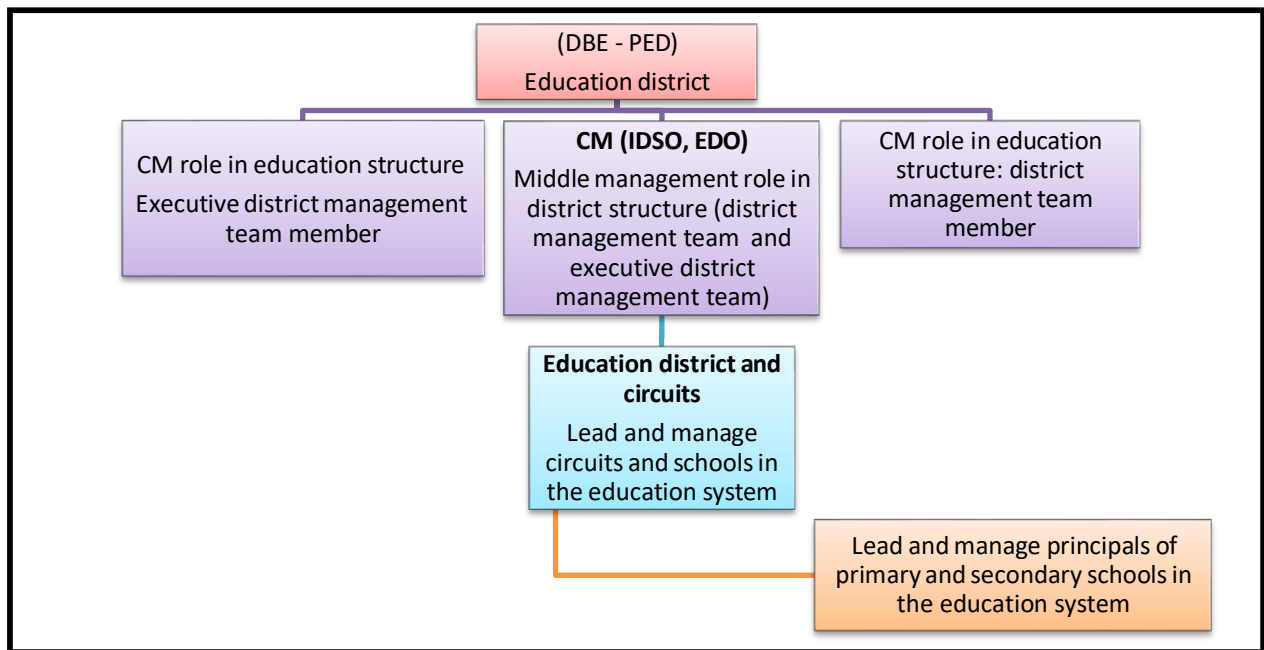 (DBE - PED)
Education district
CM role in education structure
Executive district management
team member
CM (IDSO, EDO)
Middle management role in
district structure (district
management team and
executive district
management team)
CM role in education
structure: district
management team
member
Education district and
circuits
Lead and manage
circuits and schools in
the education system
Lead and manage principals of
primary and secondary schools in
the education system